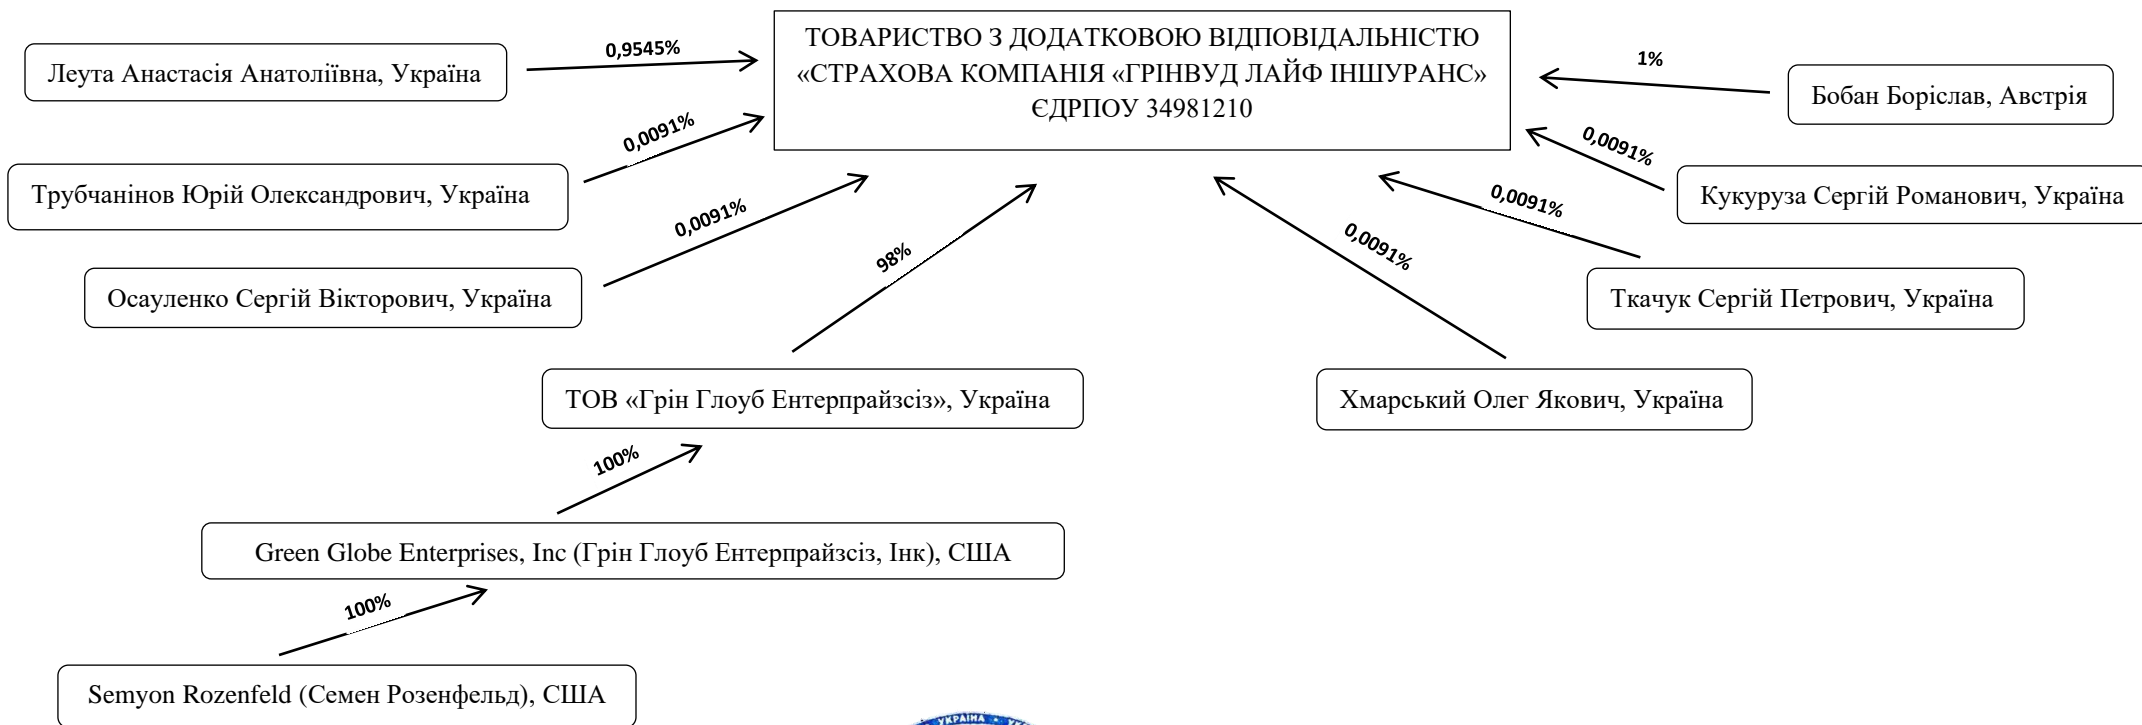 ТОВАРИСТВО З ДОДАТКОВОЮ ВІДПОВІДАЛЬНІСТЮ
«СТРАХОВА КОМПАНІЯ «ГРІНВУД ЛАЙФ ІНШУРАНС»
ЄДРПОУ 34981210
0,9545%
Леута Анастасія Анатоліївна, Україна
1%
Бобан Боріслав, Австрія
0,0091%
Трубчанінов Юрій Олександрович, Україна
0,0091%
Кукуруза Сергій Романович, Україна
0,0091%
Осауленко Сергій Вікторович, Україна
0,0091%
Ткачук Сергій Петрович, Україна
98%
ТОВ «Грін Глоуб Ентерпрайзсіз», Україна
0,0091%
Хмарський Олег Якович, Україна
100%
Green Globe Enterprises, Inc (Грін Глоуб Ентерпрайзсіз, Інк), США
100%
Semyon Rozenfeld (Семен Розенфельд), США
УКРАЇНА